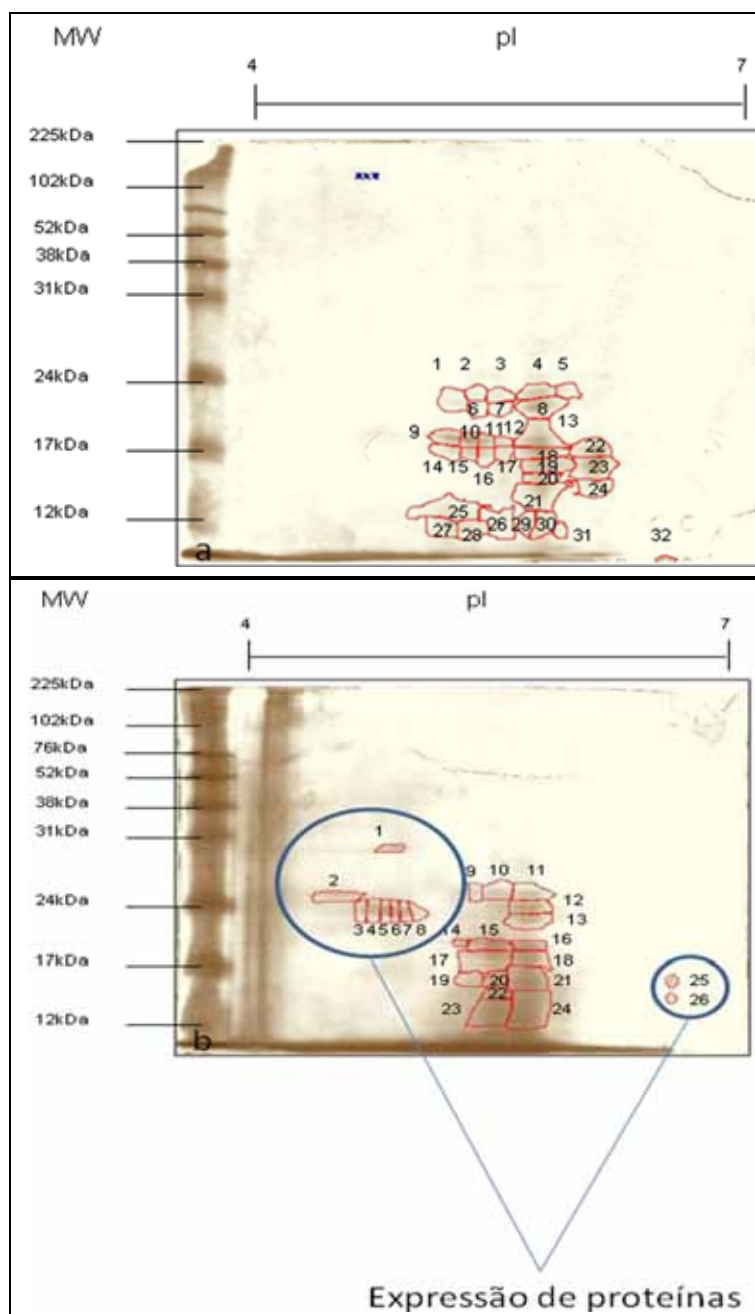 MW pI
4 7
225kDa
102kDa
52kDa
38kDa
31kDa
24kDa
1 2 3 4 5
6 7 8
9 10 11 12 13
17kDa
22
18
14 15 16 17 19 23
20 24
21
12kDa
25 26 29 30
27 28 31 32
a
MW pI
4 7
225kDa
102kDa
76kDa
52kDa
38kDa
31kDa
1
2
9 10 11
24kDa
12
3 4 5 6 7 8 13
14 15 16
17kDa
17 18
19 20 21 25
22 26
23 24
12kDa
b
Expressão de proteínas